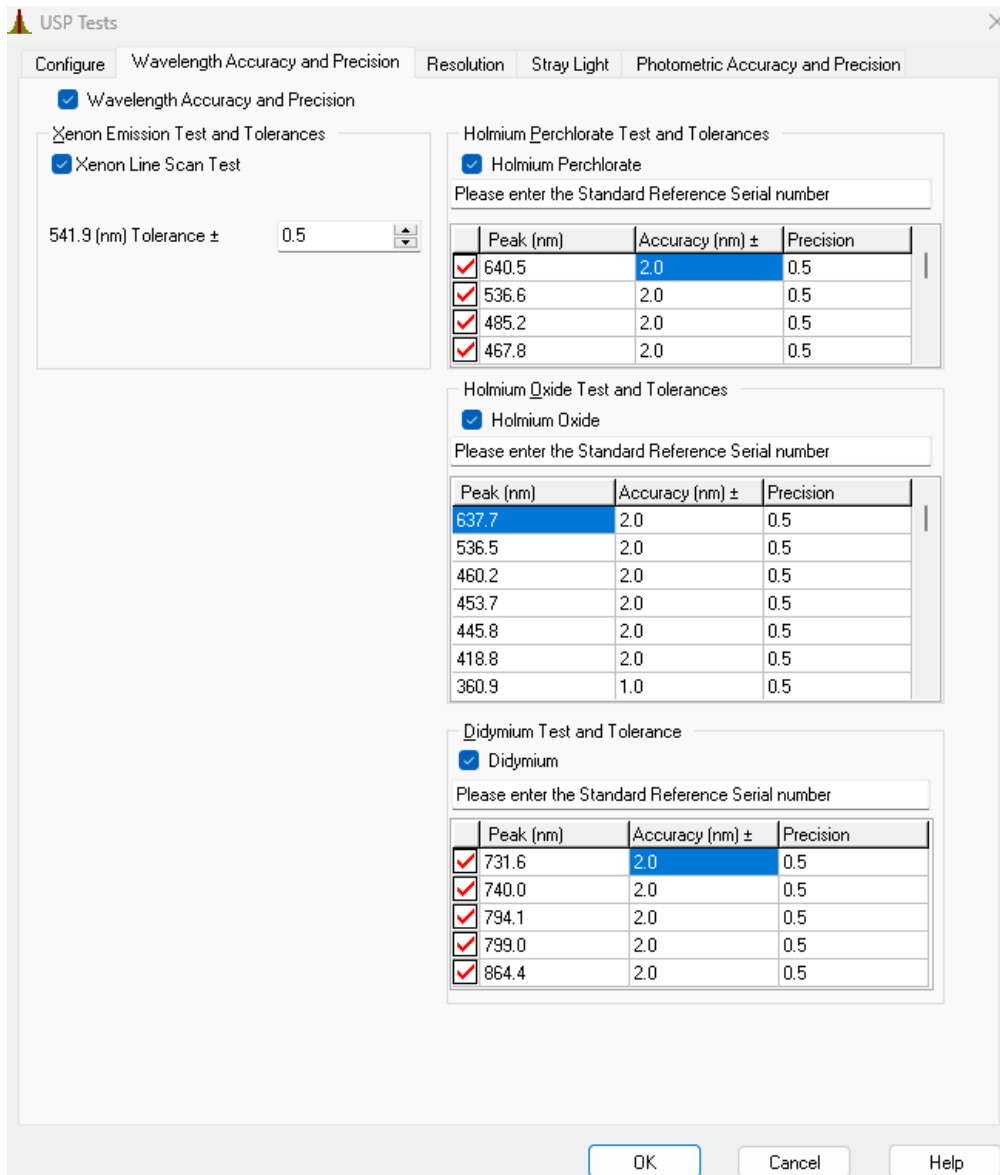 USP Tests
Configure Wavelength Accuracy and Precision Resolution Stray Light Photometric Accuracy and Precision
Wavelength Accuracy and Precision
Xenon Emission Test and Tolerances
Xenon Line Scan Test
541.9 (nm) Tolerance ± 0.5
Holmium Perchlorate Test and Tolerances
Holmium Perchlorate
Please enter the Standard Reference Serial number
Peak (nm) Accuracy (nm) ± Precision
640.5 2.0 0.5
536.6 2.0 0.5
485.2 2.0 0.5
467.8 2.0 0.5
Holmium Oxide Test and Tolerances
Holmium Oxide
Please enter the Standard Reference Serial number
Peak (nm) Accuracy (nm) ± Precision
637.7 2.0 0.5
536.5 2.0 0.5
460.2 2.0 0.5
453.7 2.0 0.5
445.8 2.0 0.5
418.8 2.0 0.5
360.9 1.0 0.5
Didymium Test and Tolerance
Didymium
Please enter the Standard Reference Serial number
Peak (nm) Accuracy (nm) ± Precision
731.6 2.0 0.5
740.0 2.0 0.5
794.1 2.0 0.5
799.0 2.0 0.5
864.4 2.0 0.5
OK Cancel Help